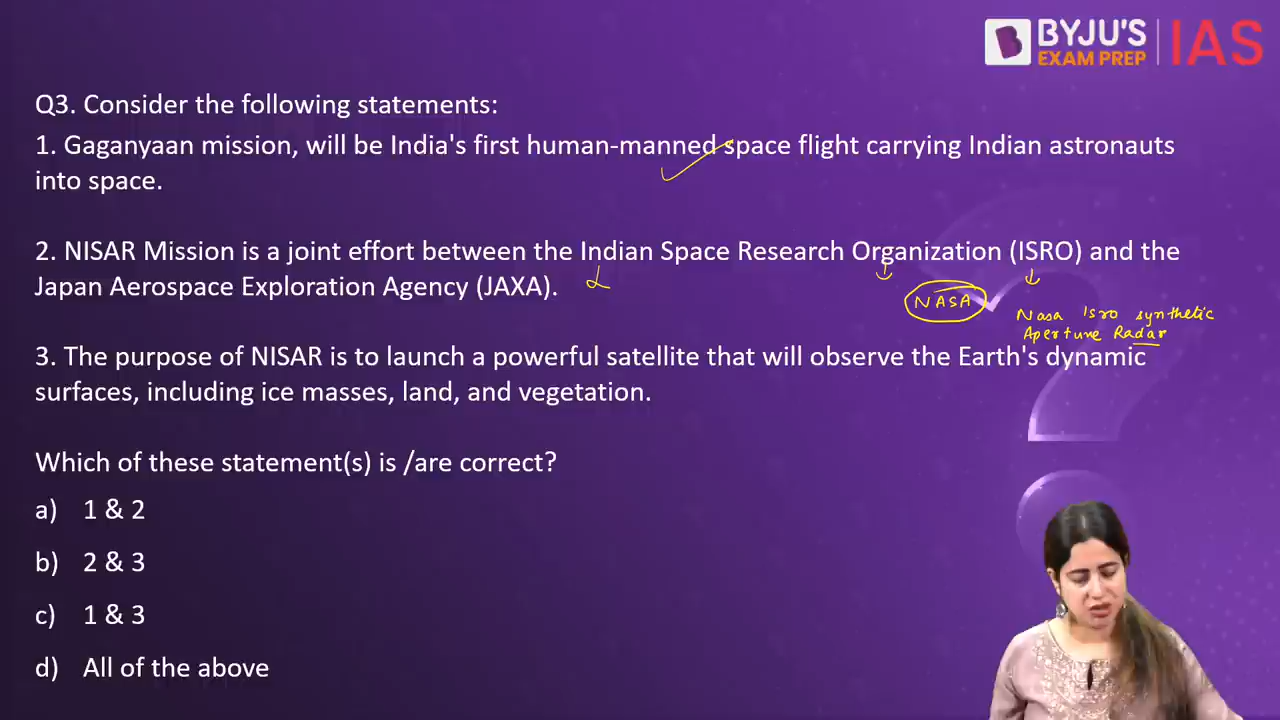 BYJU'S
EXAM PREP
IAS
Q3. Consider the following statements:
1. Gaganyaan mission, will be India's first human-manned space flight carrying Indian astronauts
into space.
2. NISAR Mission is a joint effort between the Indian Space Research Organization (ISRO) and the
Japan Aerospace Exploration Agency (JAXA).
NASA
Nasa Isro synthetic
Aperture Radar
3. The purpose of NISAR is to launch a powerful satellite that will observe the Earth's dynamic
surfaces, including ice masses, land, and vegetation.
Which of these statement(s) is /are correct?
a) 1 & 2
b) 2 & 3
c) 1 & 3
d) All of the above